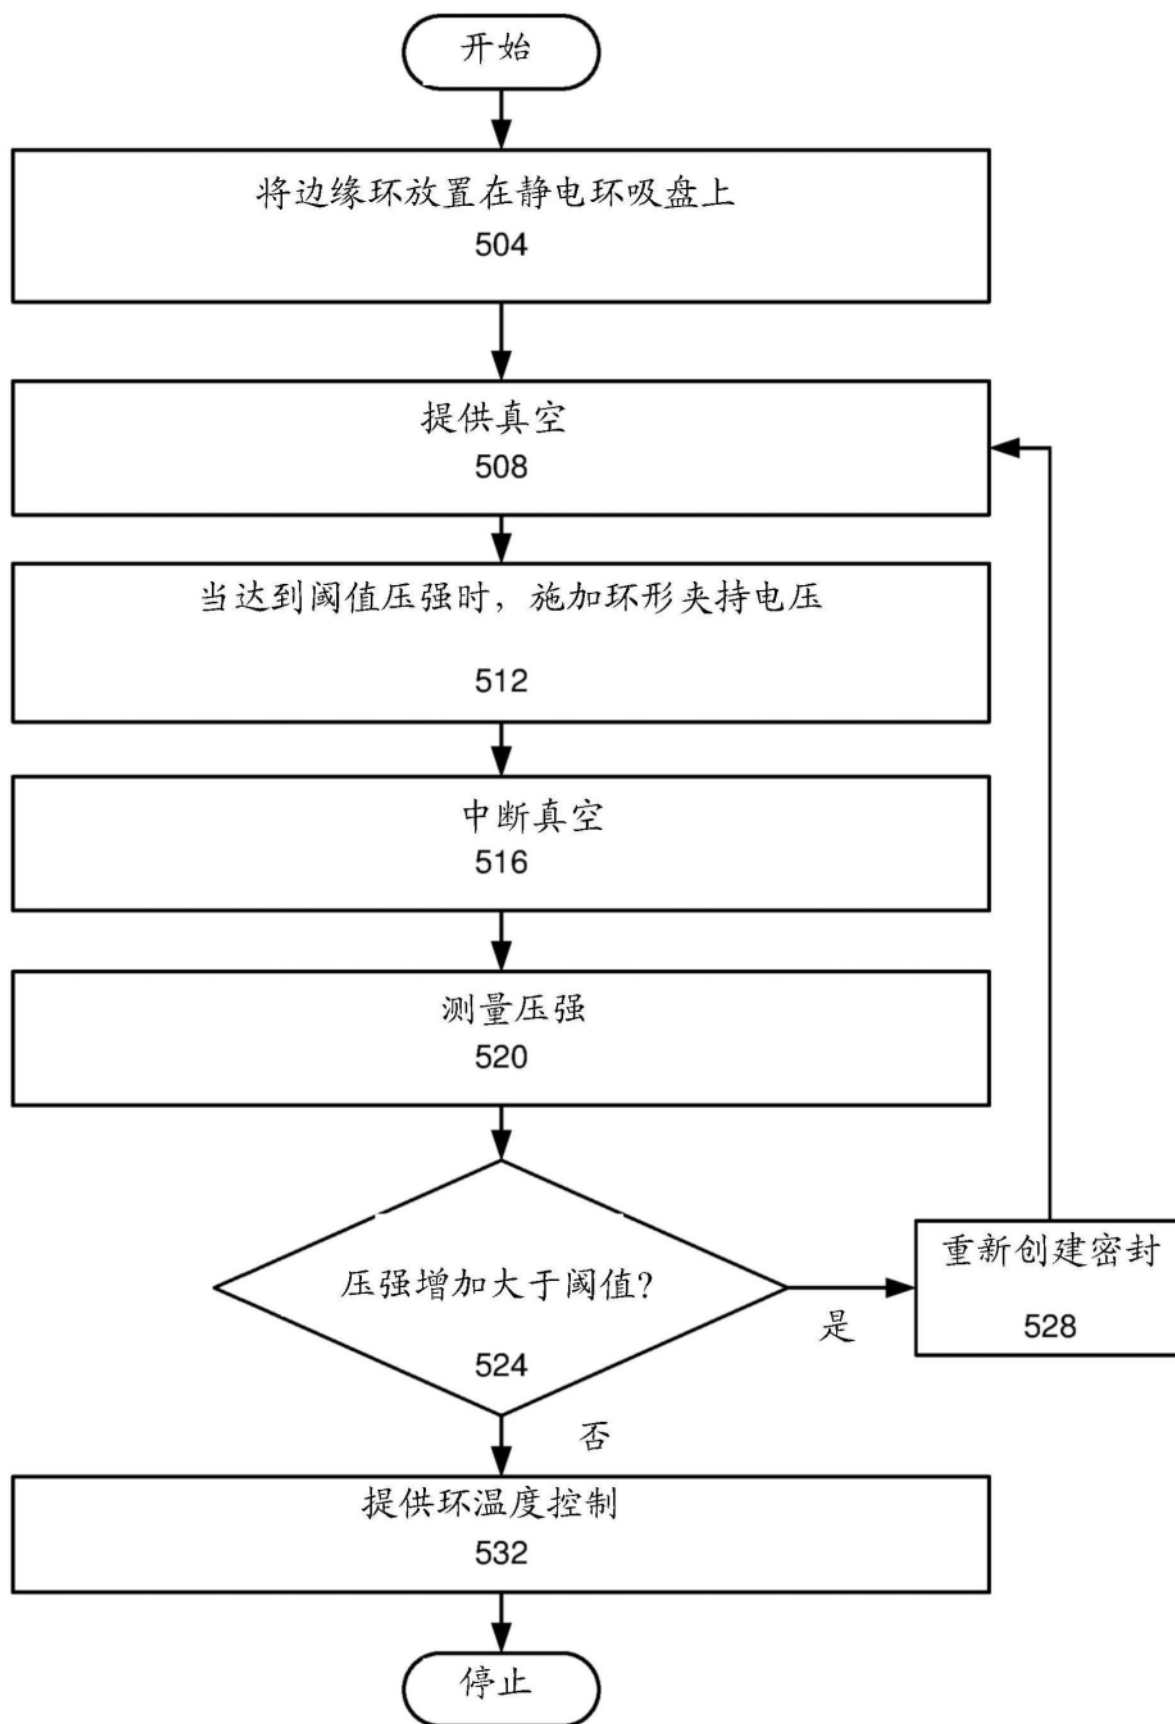 开始
将边缘环放置在静电环吸盘上
504
提供真空
508
当达到阈值压强时，施加环形夹持电压
512
中断真空
516
测量压强
520
压强增加大于阈值？
524
是
重新创建密封
528
否
提供环温度控制
532
停止